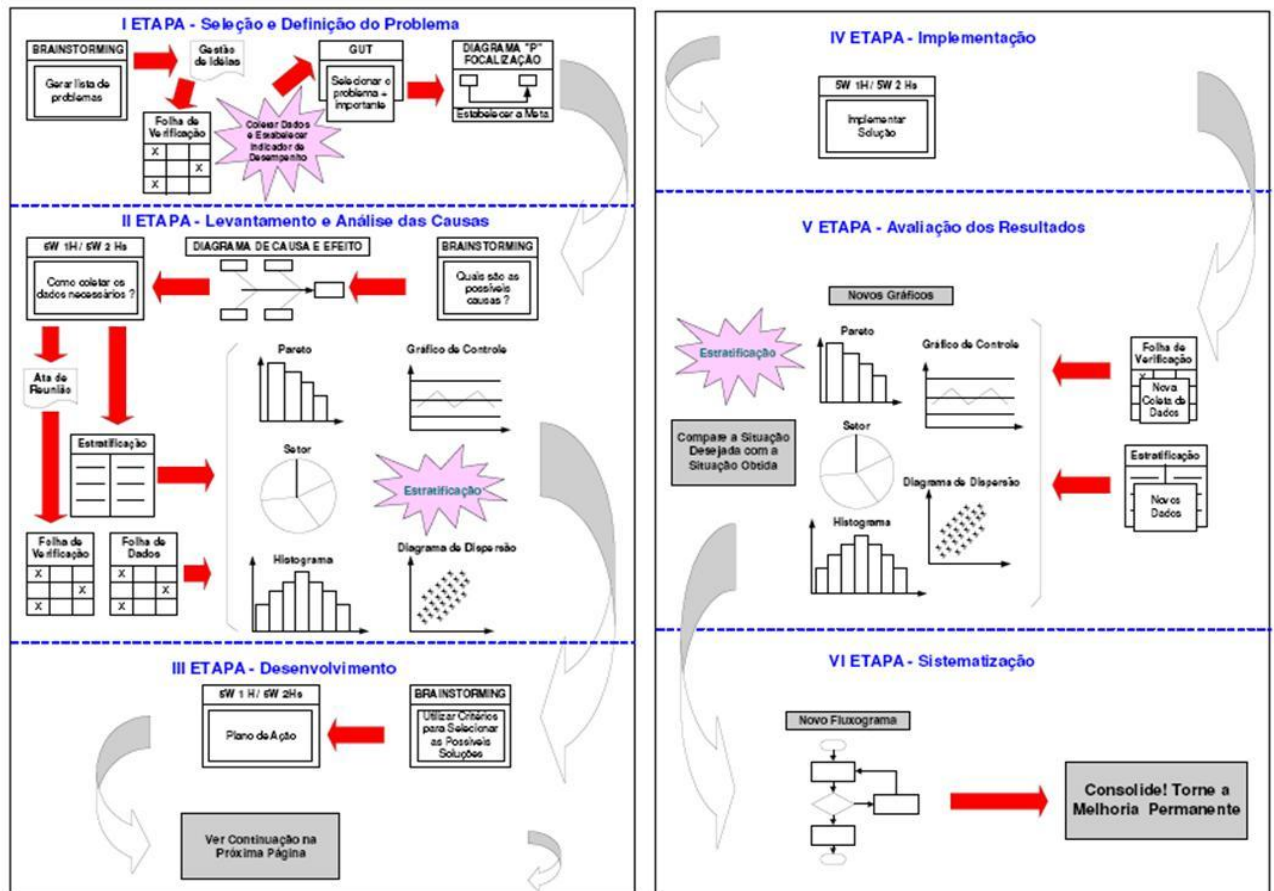 I ETAPA - Seleção e Definição do Problema
BRAINSTORMING
Gerar lista de
problemas
Gestão
de Idéias
Folha de
Verificação
X
X
X
Coletar Dados
e Estabelecer
Indicador de
Desempenho
GUT
Selecionar o
problema +
importante
DIAGRAMA "P"
FOCALIZAÇÃO
Estabelecer a Meta
II ETAPA - Levantamento e Análise das Causas
5W 1H / 5W 2 Hs
Como coletar os
dados necessários ?
DIAGRAMA DE CAUSA E EFEITO
BRAINSTORMING
Quais são as
possíveis
causas ?
Ata de
Reunião
Estratificação
Folha de
Verificação
X
X
X
Folha de
Dados
X
X
X
Pareto
Gráfico de Controle
Setor
Estratificação
Histograma
Diagrama de Dispersão
III ETAPA - Desenvolvimento
5W 1 H / 5W 2Hs
Plano de Ação
BRAINSTORMING
Utilizar Critérios
para Selecionar
as Possíveis
Soluções
Ver Continuação na
Próxima Página
IV ETAPA - Implementação
5W 1H / 5W 2 Hs
Implementar
Solução
V ETAPA - Avaliação dos Resultados
Novos Gráficos
Estratificação
Pareto
Gráfico de Controle
Folha de
Verificação
X
Nova
Coleta de
Dados
Compare a Situação
Desejada com a
Situação Obtida
Setor
Diagrama de Dispersão
Estratificação
Novos
Dados
Histograma
VI ETAPA - Sistematização
Novo Fluxograma
Consolide! Torne a
Melhoria Permanente